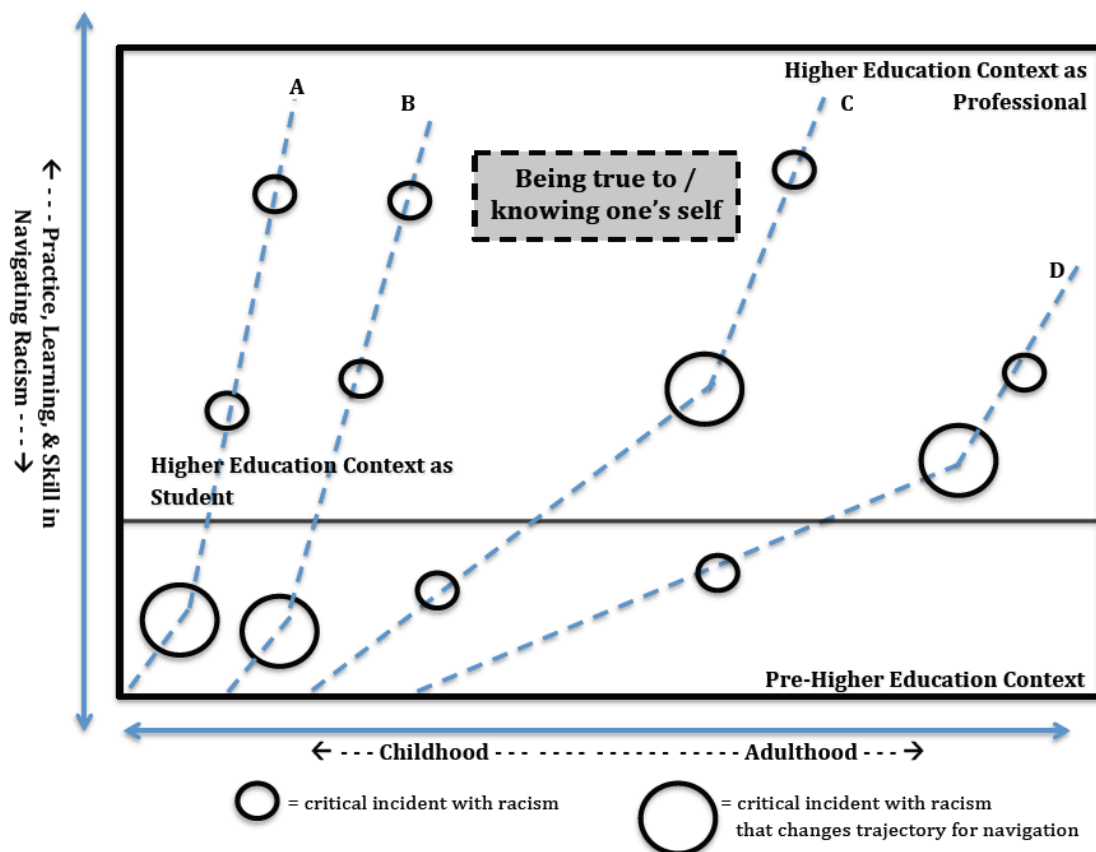 Higher Education Context as
Professional
A
B
C
Being true to /
knowing one's self
D
← - - - Practice, Learning, & Skill in
Navigating Racism - - - - →
Higher Education Context as
Student
Pre-Higher Education Context
← - - - Childhood - - - - - - - - - - - - - Adulthood - - - →
= critical incident with racism
= critical incident with racism
that changes trajectory for navigation